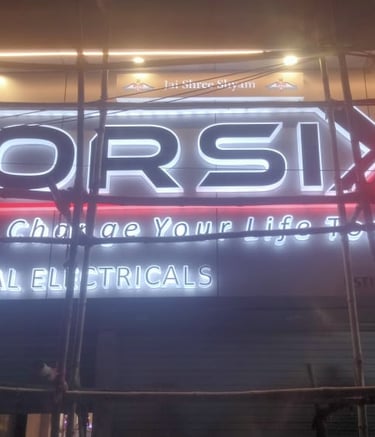 Jai Shree Shyam
ORSI
Change Your Life To
AL ELECTRICALS